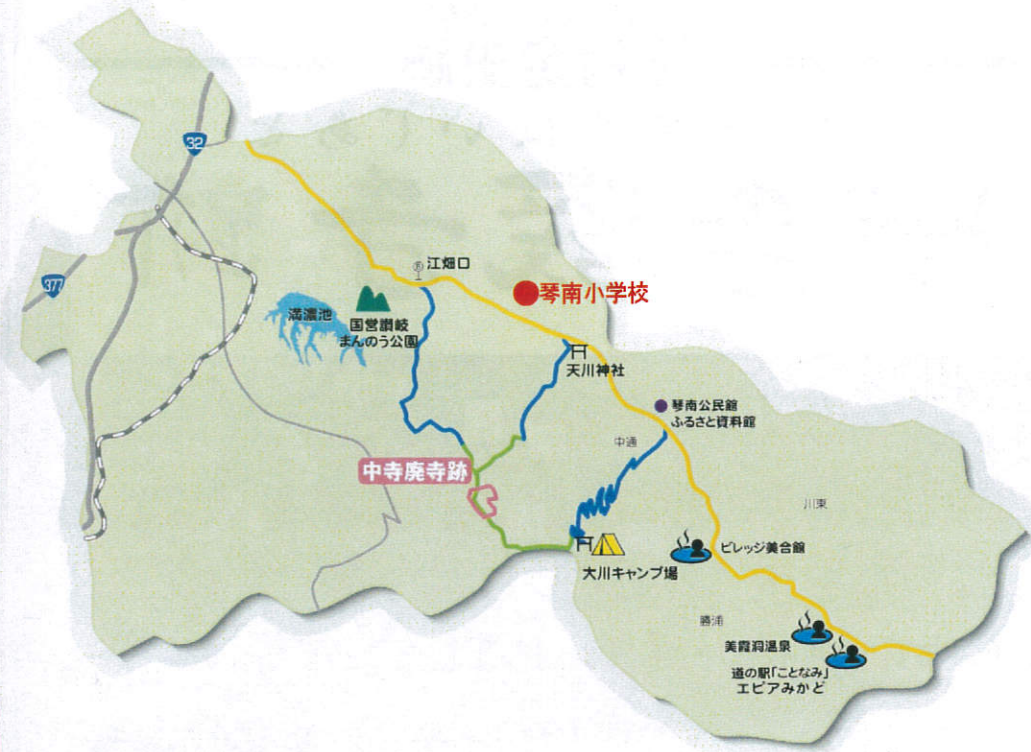 32
377
江畑口
琴南小学校
満濃池
国営讃岐
まんのう公園
天川神社
琴南公民館
ふるさと資料館
中通
中寺廃寺跡
川東
ビレッジ美合館
大川キャンプ場
勝浦
美霞洞温泉
道の駅「ことなみ」
エピアみかど